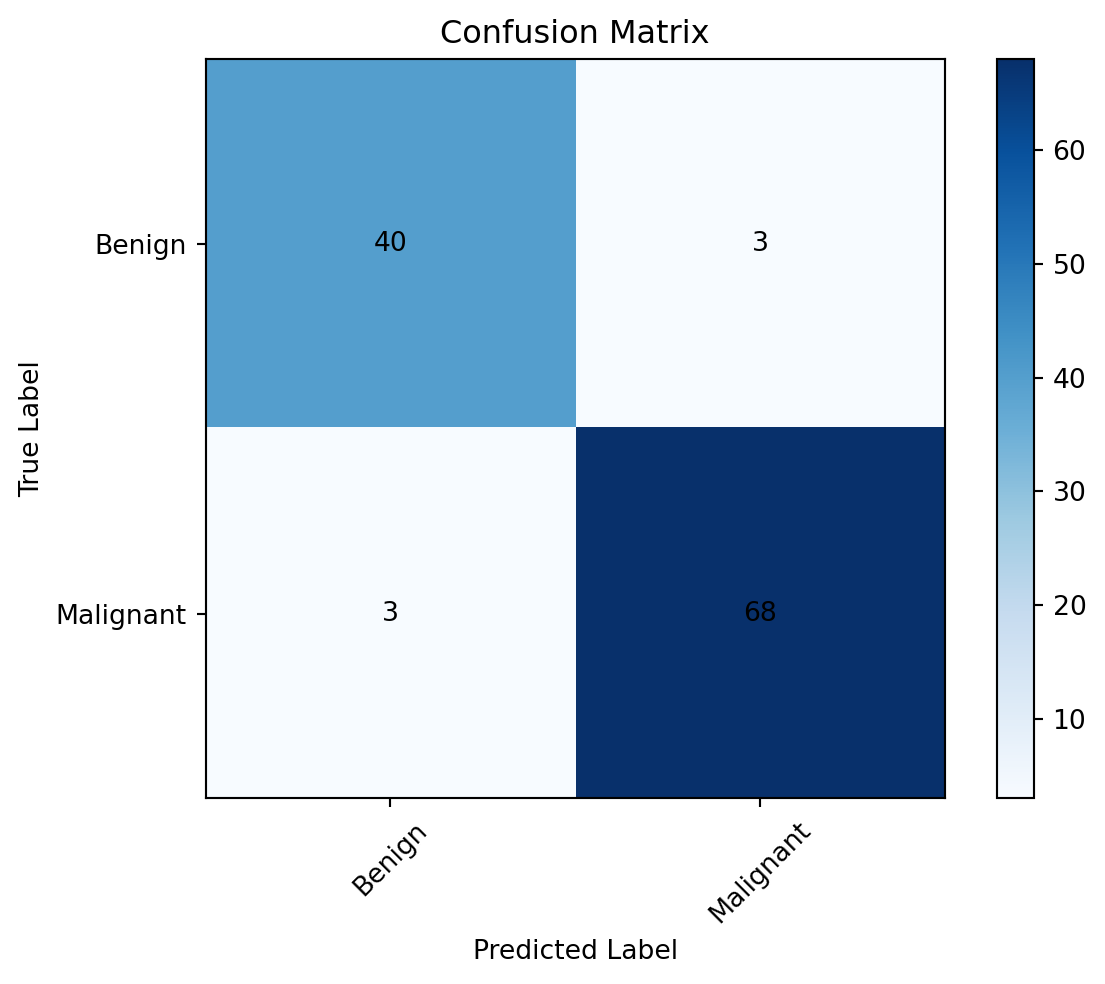 Confusion Matrix
Benign
Malignant
True Label
40
3
3
68
Benign
Malignant
Predicted Label
60
50
40
30
20
10